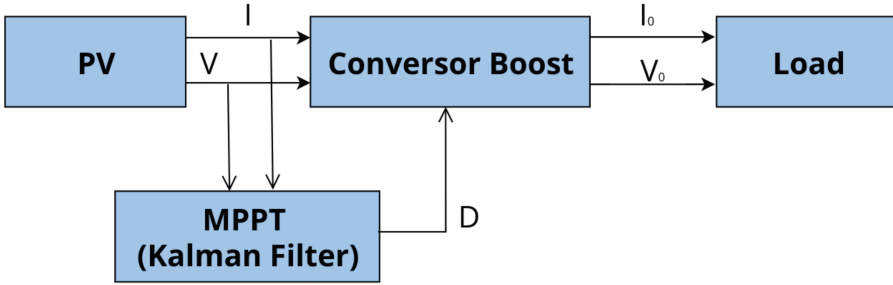 I
I₀
PV
V
Conversor Boost
V₀
Load
MPPT
(Kalman Filter)
D